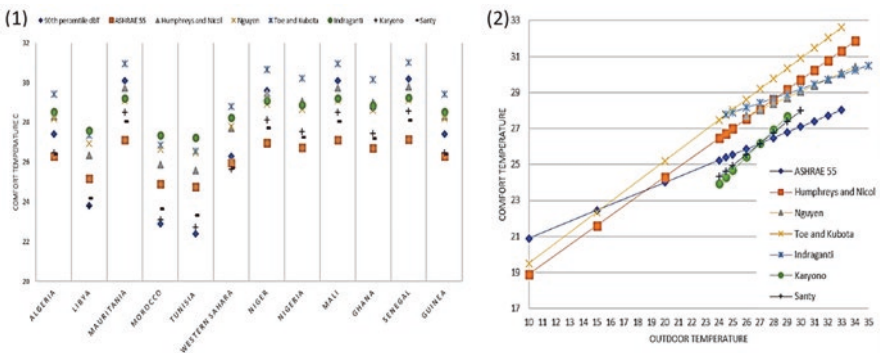 (1)
90th percentile dbT
ASHRAE 55
Humphreys and Nicol
Nguyen
Toe and Kubota
Indraganti
Karyono
Santy
COMFORT TEMPERATURE C
32
30
28
26
24
22
20
ALGERIA
LIBYA
MAURITANIA
MOROCCO
TUNISIA
WESTERN SAHARA
NIGER
NIGERIA
MALI
GHANA
SENEGAL
GUINEA
(2)
COMFORT TEMPERATURE
33
31
29
27
25
23
21
19
17
10 11 12 13 14 15 16 17 18 19 20 21 22 23 24 25 26 27 28 29 30 31 32 33 34 35
OUTDOOR TEMPERATURE
ASHRAE 55
Humphreys and Nicol
Nguyen
Toe and Kubota
Indraganti
Karyono
Santy